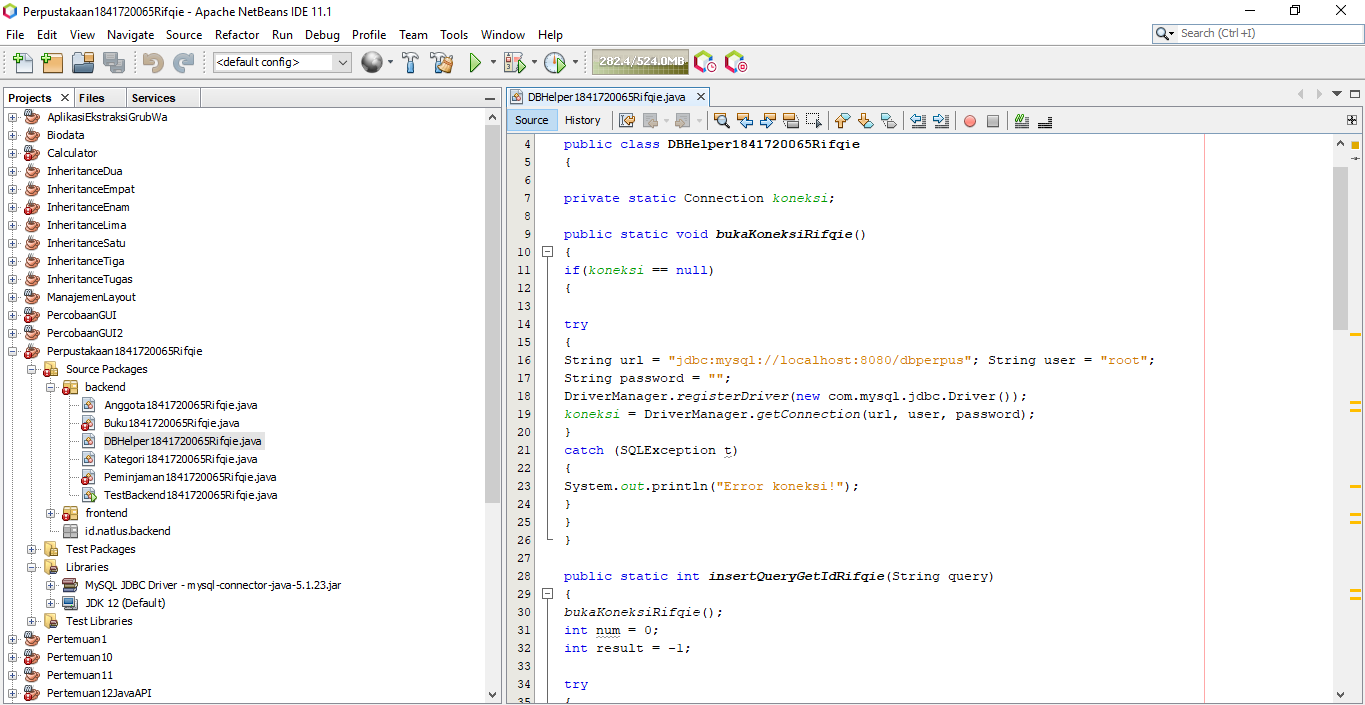 Perpustakaan1841720065Rifqie - Apache NetBeans IDE 11.1
File Edit View Navigate Source Refactor Run Debug Profile Team Tools Window Help
Search (Ctrl+I)
<default config>
282.4/524.0MB
Projects Files Services
AplikasiEkstraksiGrubWa
Biodata
Calculator
InheritanceDua
InheritanceEmpat
InheritanceEnam
InheritanceLima
InheritanceSatu
InheritanceTiga
InheritanceTugas
ManajemenLayout
PercobaanGUI
PercobaanGUI2
Perpustakaan1841720065Rifqie
Source Packages
backend
Anggota1841720065Rifqie.java
Buku1841720065Rifqie.java
DBHelper1841720065Rifqie.java
Kategori1841720065Rifqie.java
Peminjaman1841720065Rifqie.java
TestBackend1841720065Rifqie.java
frontend
id.natlus.backend
Test Packages
Libraries
MySQL JDBC Driver - mysql-connector-java-5.1.23.jar
JDK 12 (Default)
Test Libraries
Pertemuan1
Pertemuan10
Pertemuan11
Pertemuan12JavaAPI
DBHelper1841720065Rifqie.java
Source History
4 public class DBHelper1841720065Rifqie
5 {
6
7 private static Connection koneksi;
8
9 public static void bukaKoneksiRifqie()
10 {
11 if(koneksi == null)
12 {
13
14 try
15 {
16 String url = "jdbc:mysql://localhost:8080/dbperpus"; String user = "root";
17 String password = "";
18 DriverManager.registerDriver(new com.mysql.jdbc.Driver());
19 koneksi = DriverManager.getConnection(url, user, password);
20 }
21 catch (SQLException t)
22 {
23 System.out.println("Error koneksi!");
24 }
25 }
26 }
27
28 public static int insertQueryGetIdRifqie(String query)
29 {
30 bukaKoneksiRifqie();
31 int num = 0;
32 int result = -1;
33
34 try
35 {